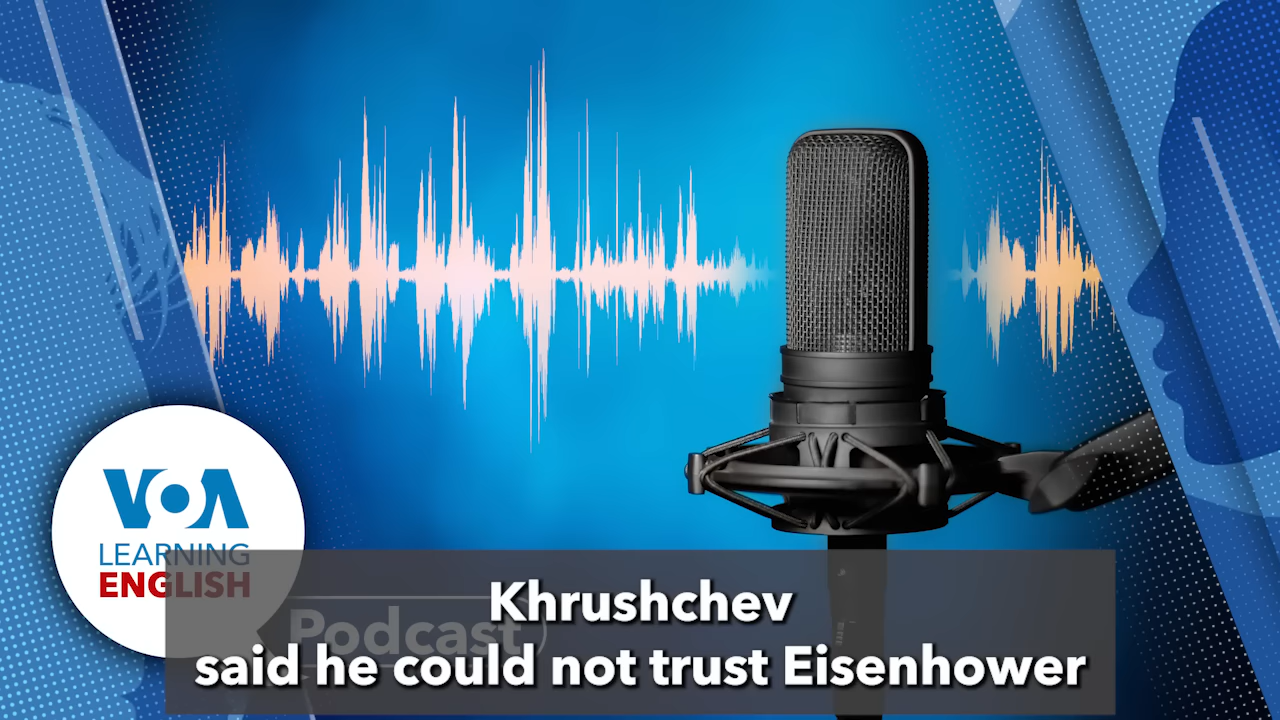 VOA
LEARNING
ENGLISH
Podcast
Khrushchev
said he could not trust Eisenhower